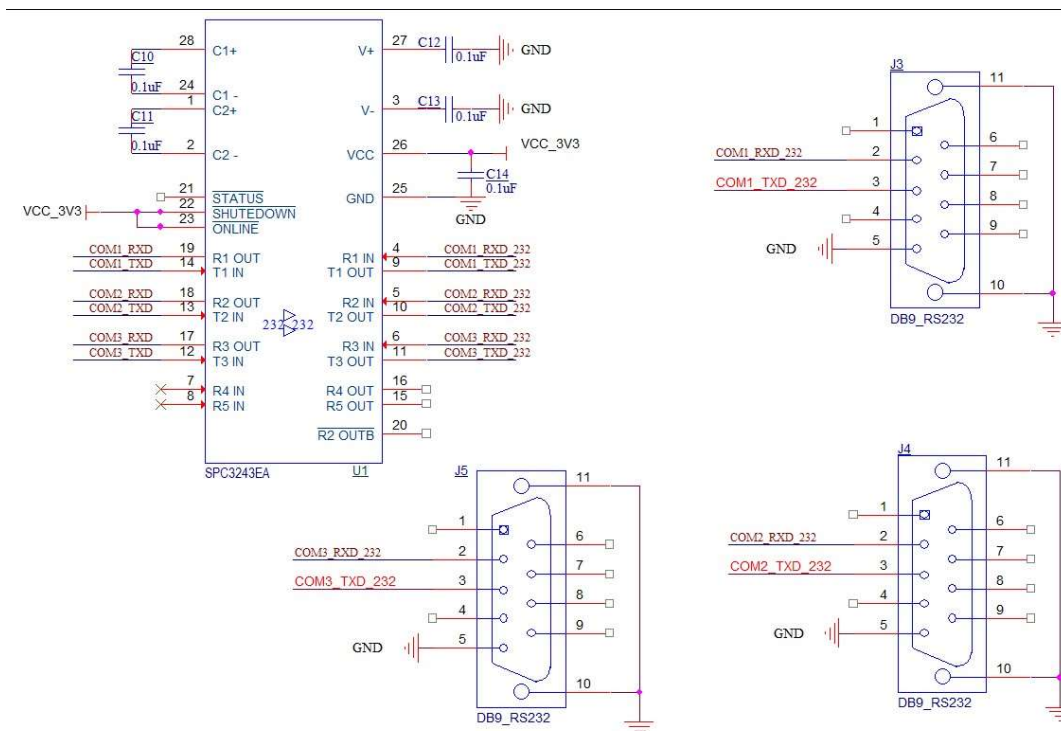 28 C1+ V+ 27 C12 0.1uF GND
C10 0.1uF
24 C1 -
1 C2+ V- 3 C13 0.1uF GND
C11 0.1uF
2 C2 - VCC 26 VCC_3V3
C14 0.1uF
GND 25
GND
21 STATUS
VCC_3V3 22 SHUTEDOWN
23 ONLINE
COM1_RXD 19 R1 OUT R1 IN 4 COM1_RXD_232
COM1_TXD 14 T1 IN T1 OUT 9 COM1_TXD_232
COM2_RXD 18 R2 OUT R2 IN 5 COM2_RXD_232
COM2_TXD 13 T2 IN T2 OUT 10 COM2_TXD_232
232 232
COM3_RXD 17 R3 OUT R3 IN 6 COM3_RXD_232
COM3_TXD 12 T3 IN T3 OUT 11 COM3_TXD_232
7 R4 IN R4 OUT 16
8 R5 IN R5 OUT 15
R2 OUTB 20
SPC3243EA U1
J3
11
1
6
COM1_RXD_232 2
7
COM1_TXD_232 3
8
4
9
GND 5
10
DB9_RS232
J5
11
1
6
COM3_RXD_232 2
7
COM3_TXD_232 3
8
4
9
GND 5
10
DB9_RS232
J4
11
1
6
COM2_RXD_232 2
7
COM2_TXD_232 3
8
4
9
GND 5
10
DB9_RS232